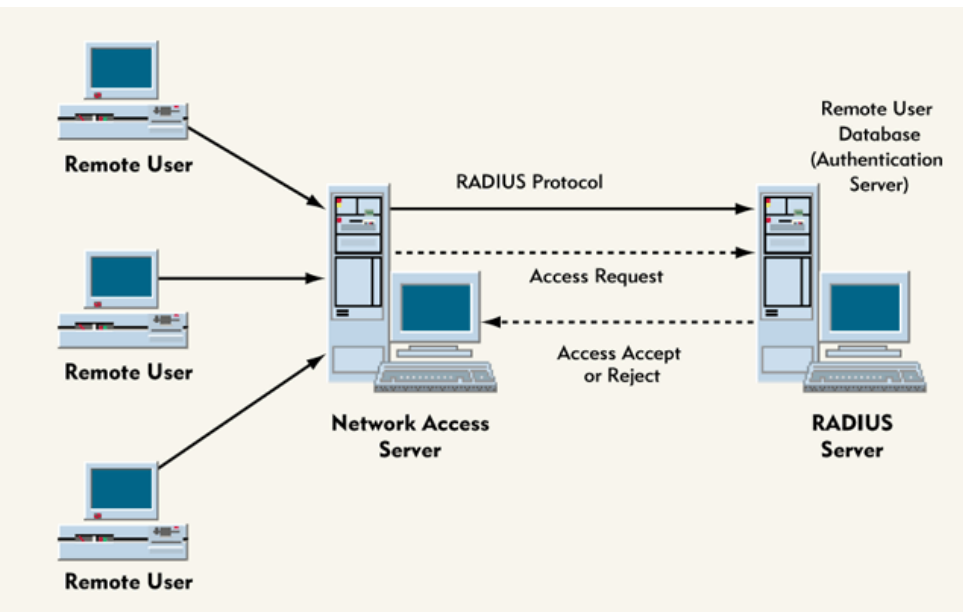 Remote User
Remote User
Remote User
Network Access
Server
RADIUS Protocol
Access Request
Access Accept
or Reject
Remote User
Database
(Authentication
Server)
RADIUS
Server